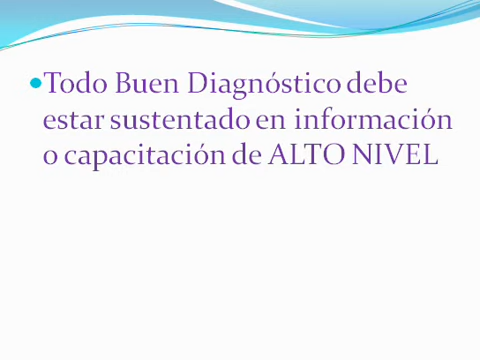 •Todo Buen Diagnóstico debe
estar sustentado en información
o capacitación de ALTO NIVEL